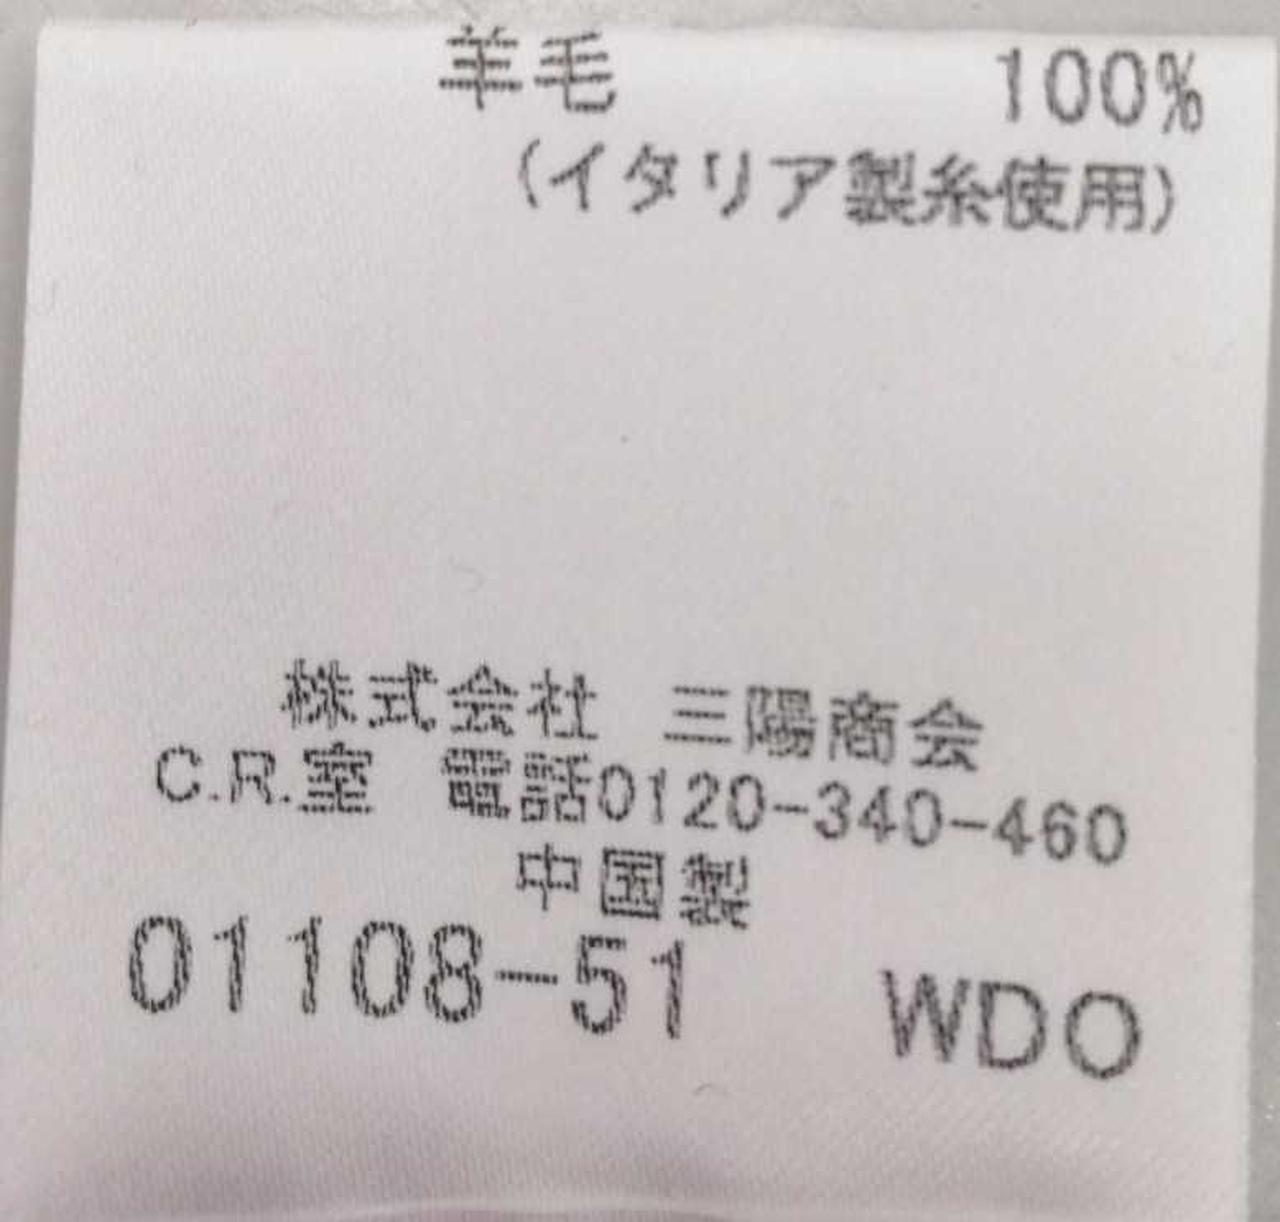 羊毛 100%
(イタリア製糸使用)
株式会社 三陽商会
C.R.室 電話0120-340-460
中国製
01108-51 WDO